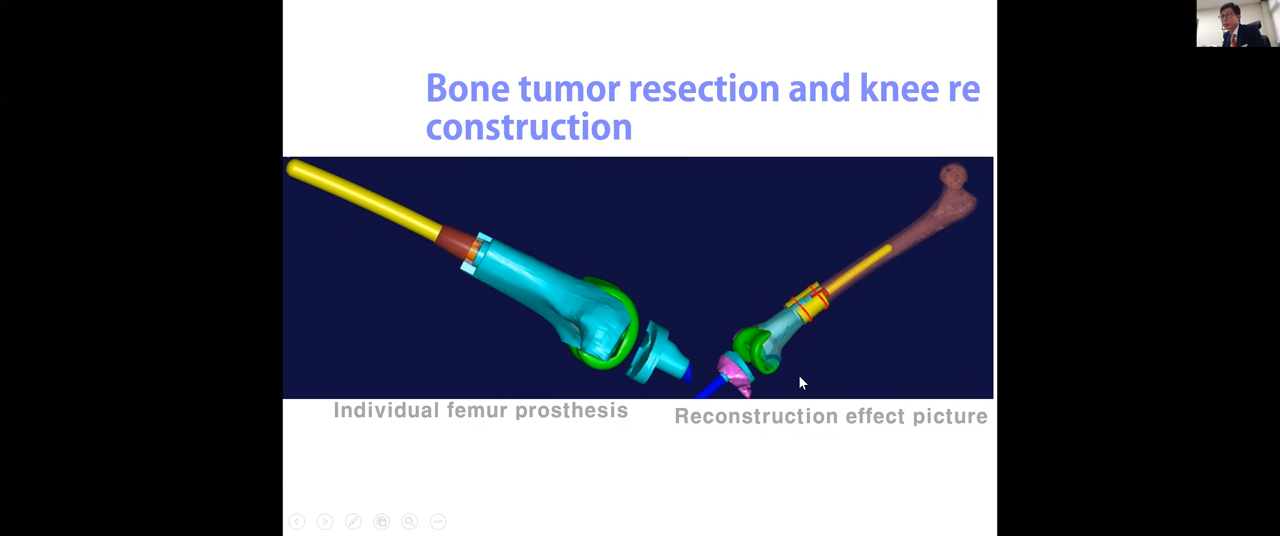 Bone tumor resection and knee re
construction
Individual femur prosthesis
Reconstruction effect picture